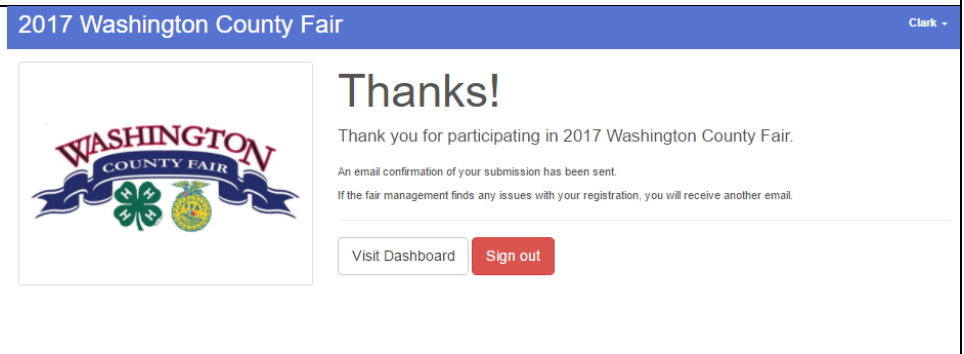 2017 Washington County Fair
Clark
WASHINGTON
COUNTY FAIR
H H
H H
Thanks!
Thank you for participating in 2017 Washington County Fair.
An email confirmation of your submission has been sent.
If the fair management finds any issues with your registration, you will receive another email.
Visit Dashboard
Sign out